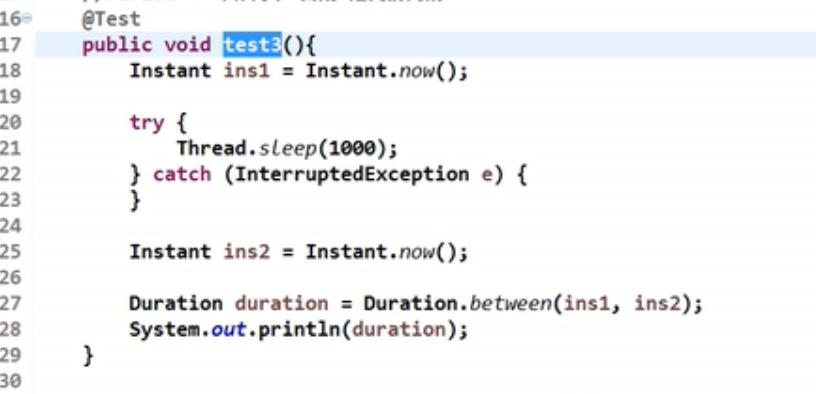 16 @Test
17 public void test3(){
18 Instant ins1 = Instant.now();
19
20 try {
21 Thread.sleep(1000);
22 } catch (InterruptedException e) {
23 }
24
25 Instant ins2 = Instant.now();
26
27 Duration duration = Duration.between(ins1, ins2);
28 System.out.println(duration);
29 }
30